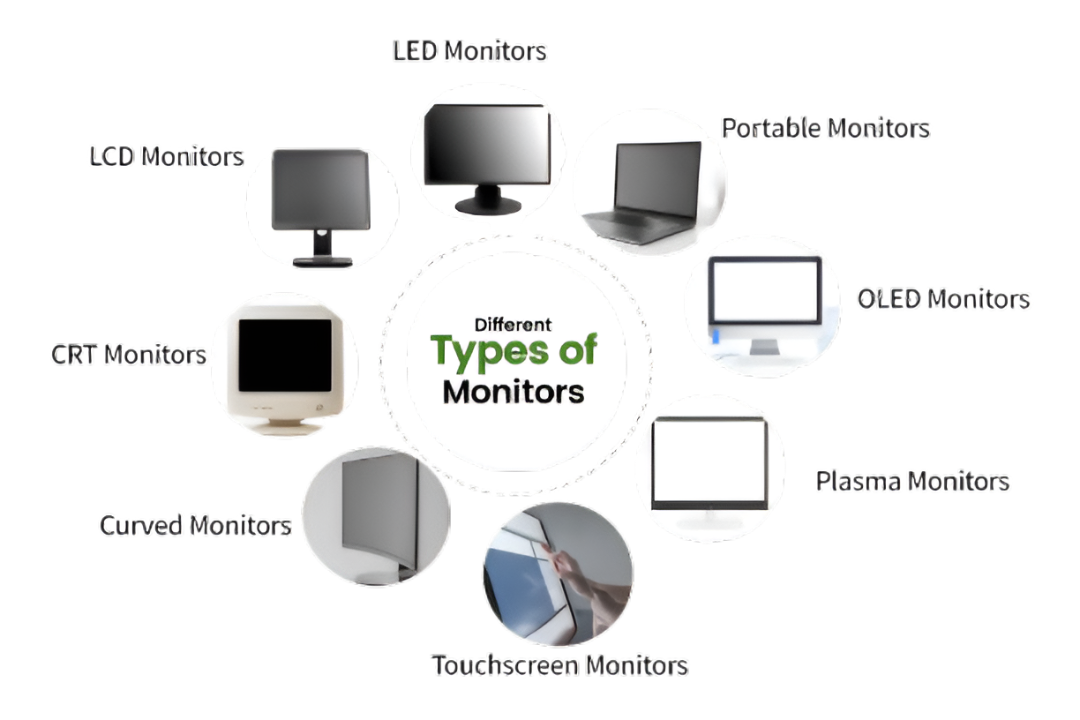 LED Monitors
Portable Monitors
LCD Monitors
OLED Monitors
Different
Types of
Monitors
CRT Monitors
Plasma Monitors
Curved Monitors
Touchscreen Monitors